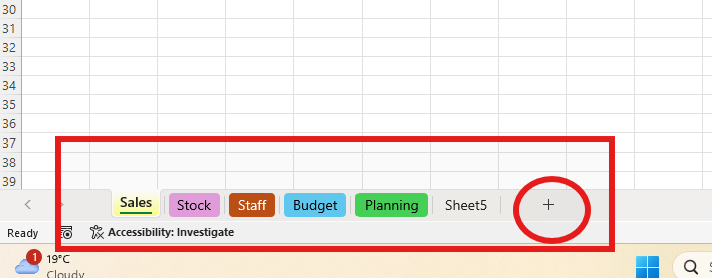 30
31
32
33
34
35
36
37
38
39
Sales Stock Staff Budget Planning Sheet5 +
Ready Accessibility: Investigate
1 19°C
Cloudy